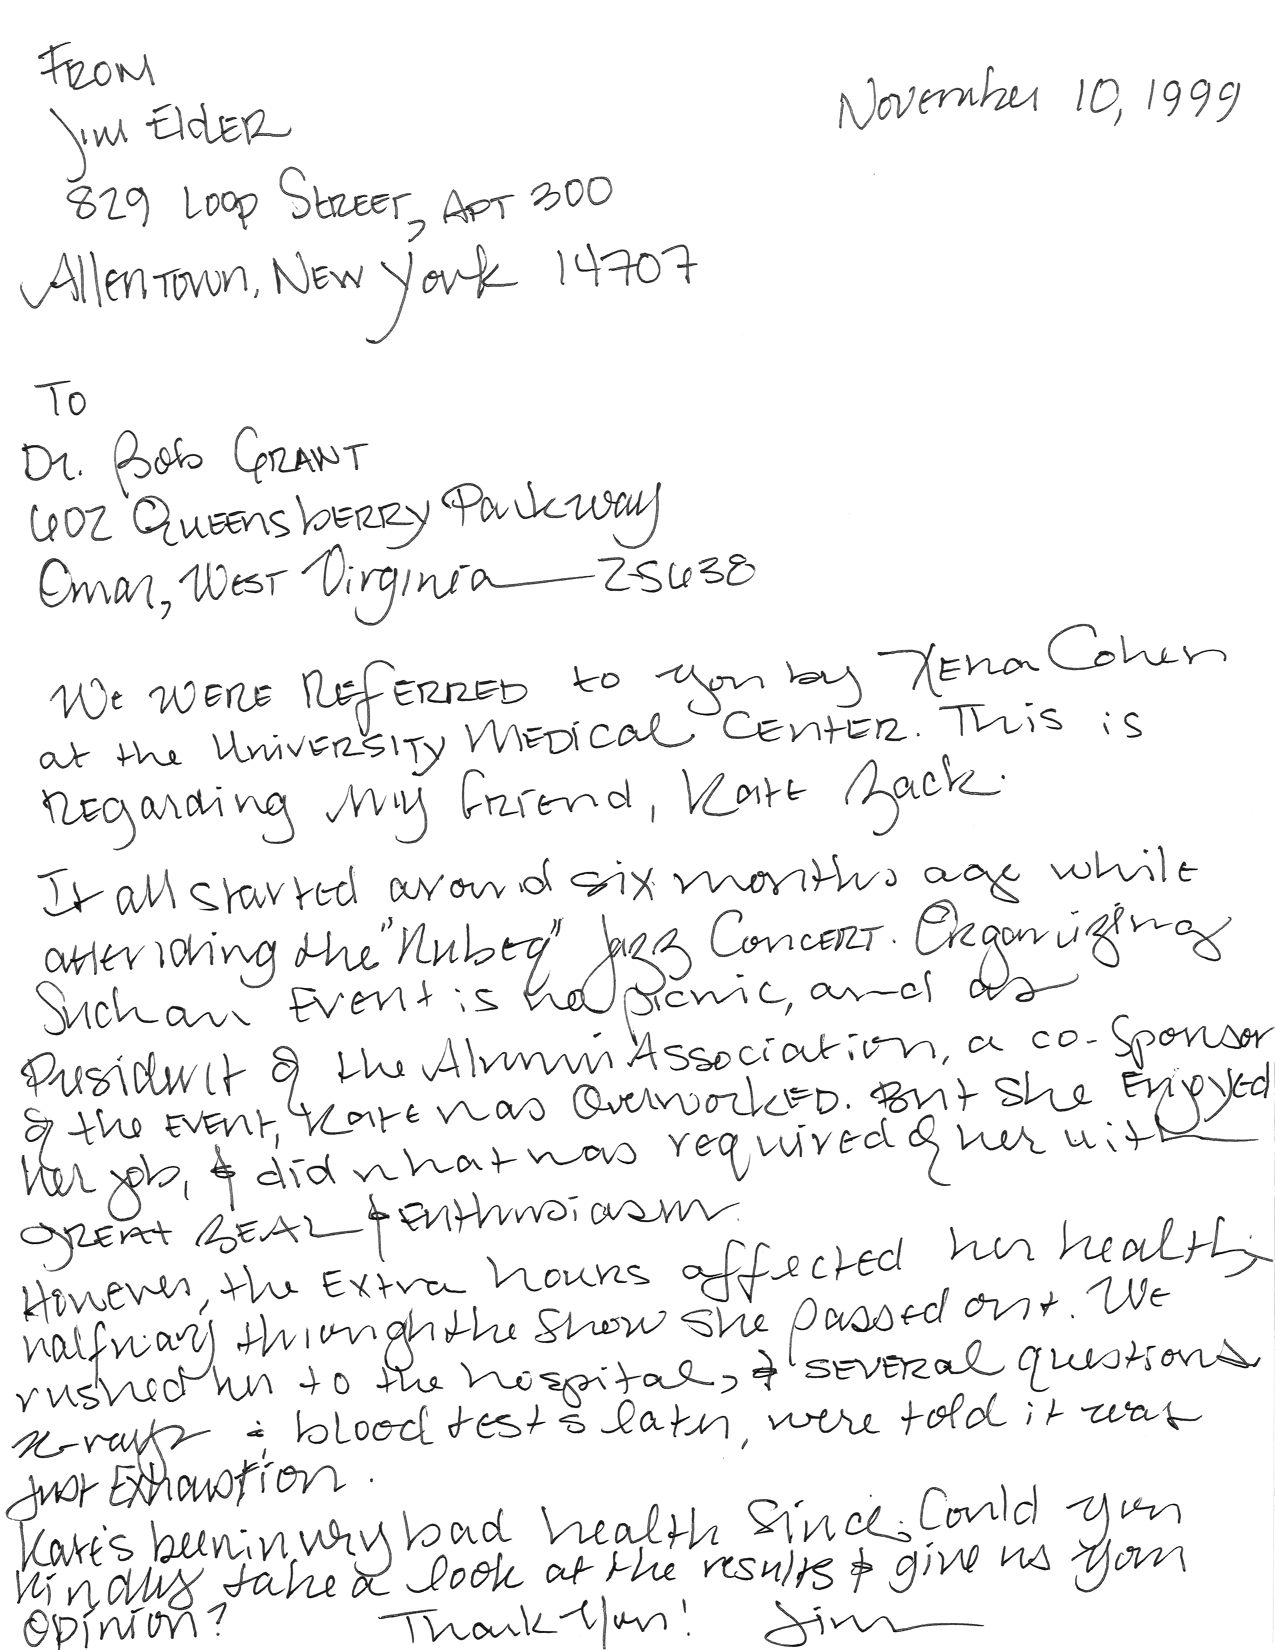 FROM
November 10, 1999
Jim Elder
829 Loop Street, Apt 300
Allentown, New York 14707
To
Dr. Bob Grant
602 Queensberry Parkway
Omar, West Virginia 25638
We were referred to you by Xena Cohen
at the University Medical Center. This is
regarding my friend, Kate Zack.
It all started around six months ago while
attending the "Rubeq" Jazz Concert. Organizing
such an event is no picnic, and as
President of the Alumni Association, a co-sponsor
of the event, Kate was overworked. But she enjoyed
her job, & did what was required of her with
great zeal & enthusiasm.
However, the extra hours affected her health;
halfway through the show she passed out. We
rushed her to the hospital, & several questions,
x-rays & blood tests later, were told it was
just exhaustion.
Kate's been in very bad health since. Could you
kindly take a look at the results & give us your
opinion? Thank you! Jim